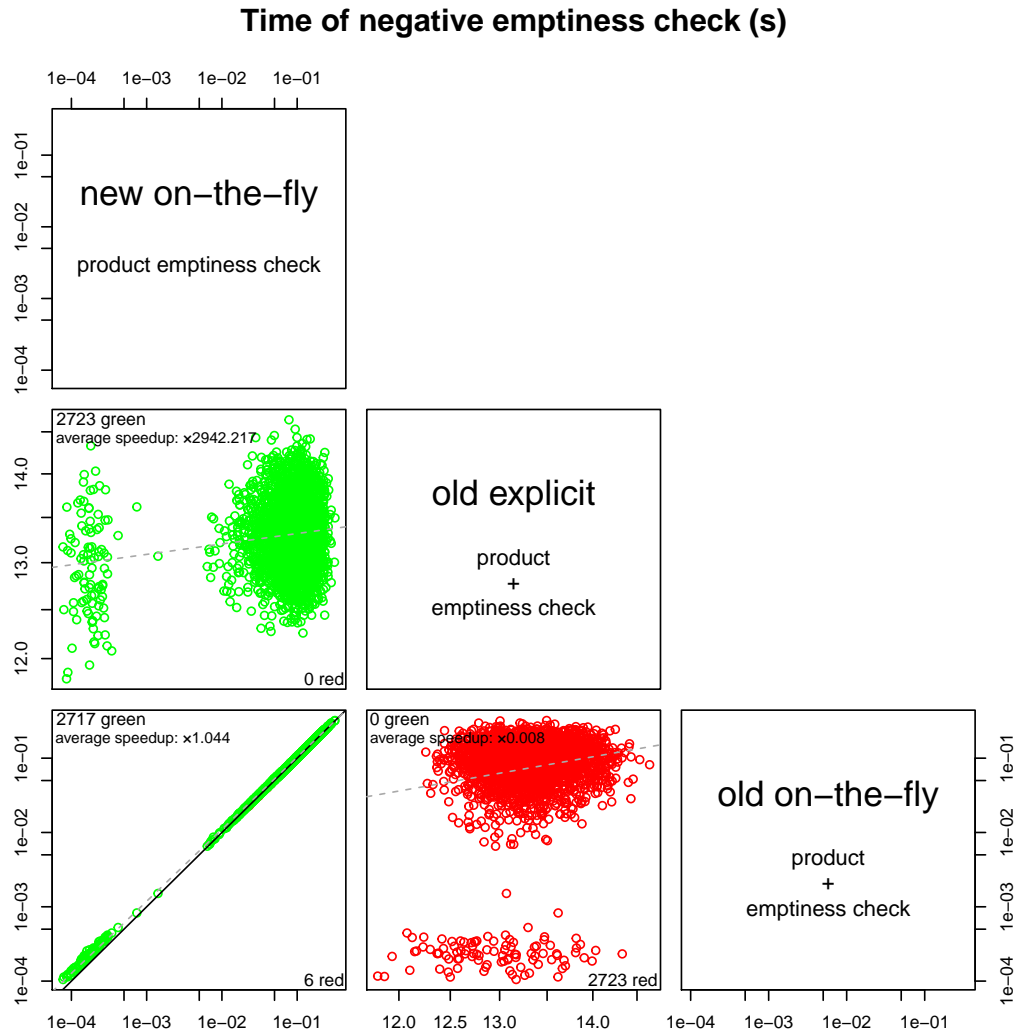 Time of negative emptiness check (s)
1e−04 1e−03 1e−02 1e−01
1e−01
1e−02
1e−03
1e−04
new on−the−fly
product emptiness check
2723 green
average speedup: ×2942.217
0 red
14.0
13.0
12.0
old explicit
product
+
emptiness check
2717 green
average speedup: ×1.044
6 red
1e−01
1e−02
1e−03
1e−04
0 green
average speedup: ×0.008
2723 red
old on−the−fly
product
+
emptiness check
1e−01
1e−02
1e−03
1e−04
1e−04 1e−03 1e−02 1e−01
12.0 12.5 13.0 14.0
1e−04 1e−03 1e−02 1e−01